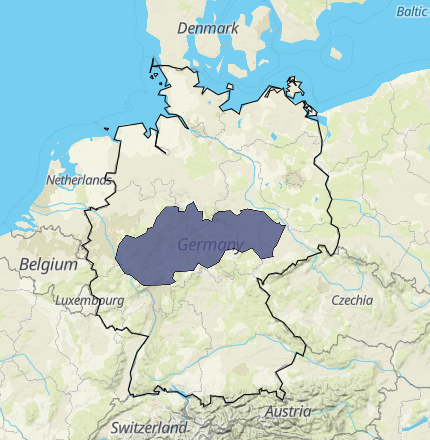 Denmark
Baltic
Netherlands
Germany
Belgium
Luxembourg
Czechia
Switzerland
Austria